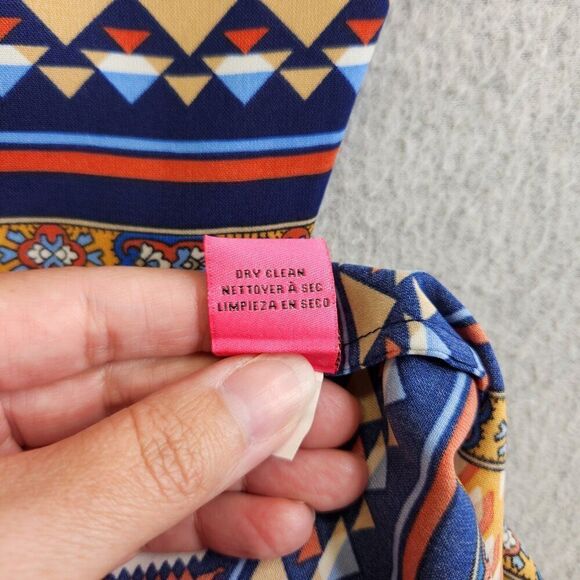 DRY CLEAN
NETTOYER À SEC
LIMPIEZA EN SECO